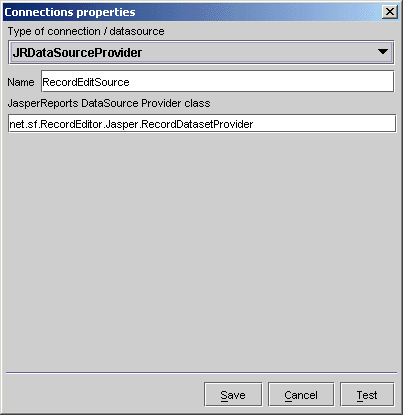 Connections properties
Type of connection / datasource
JRDataSourceProvider
Name RecordEditSource
JasperReports DataSource Provider class
net.sf.RecordEditor.Jasper.RecordDatasetProvider
Save Cancel Test